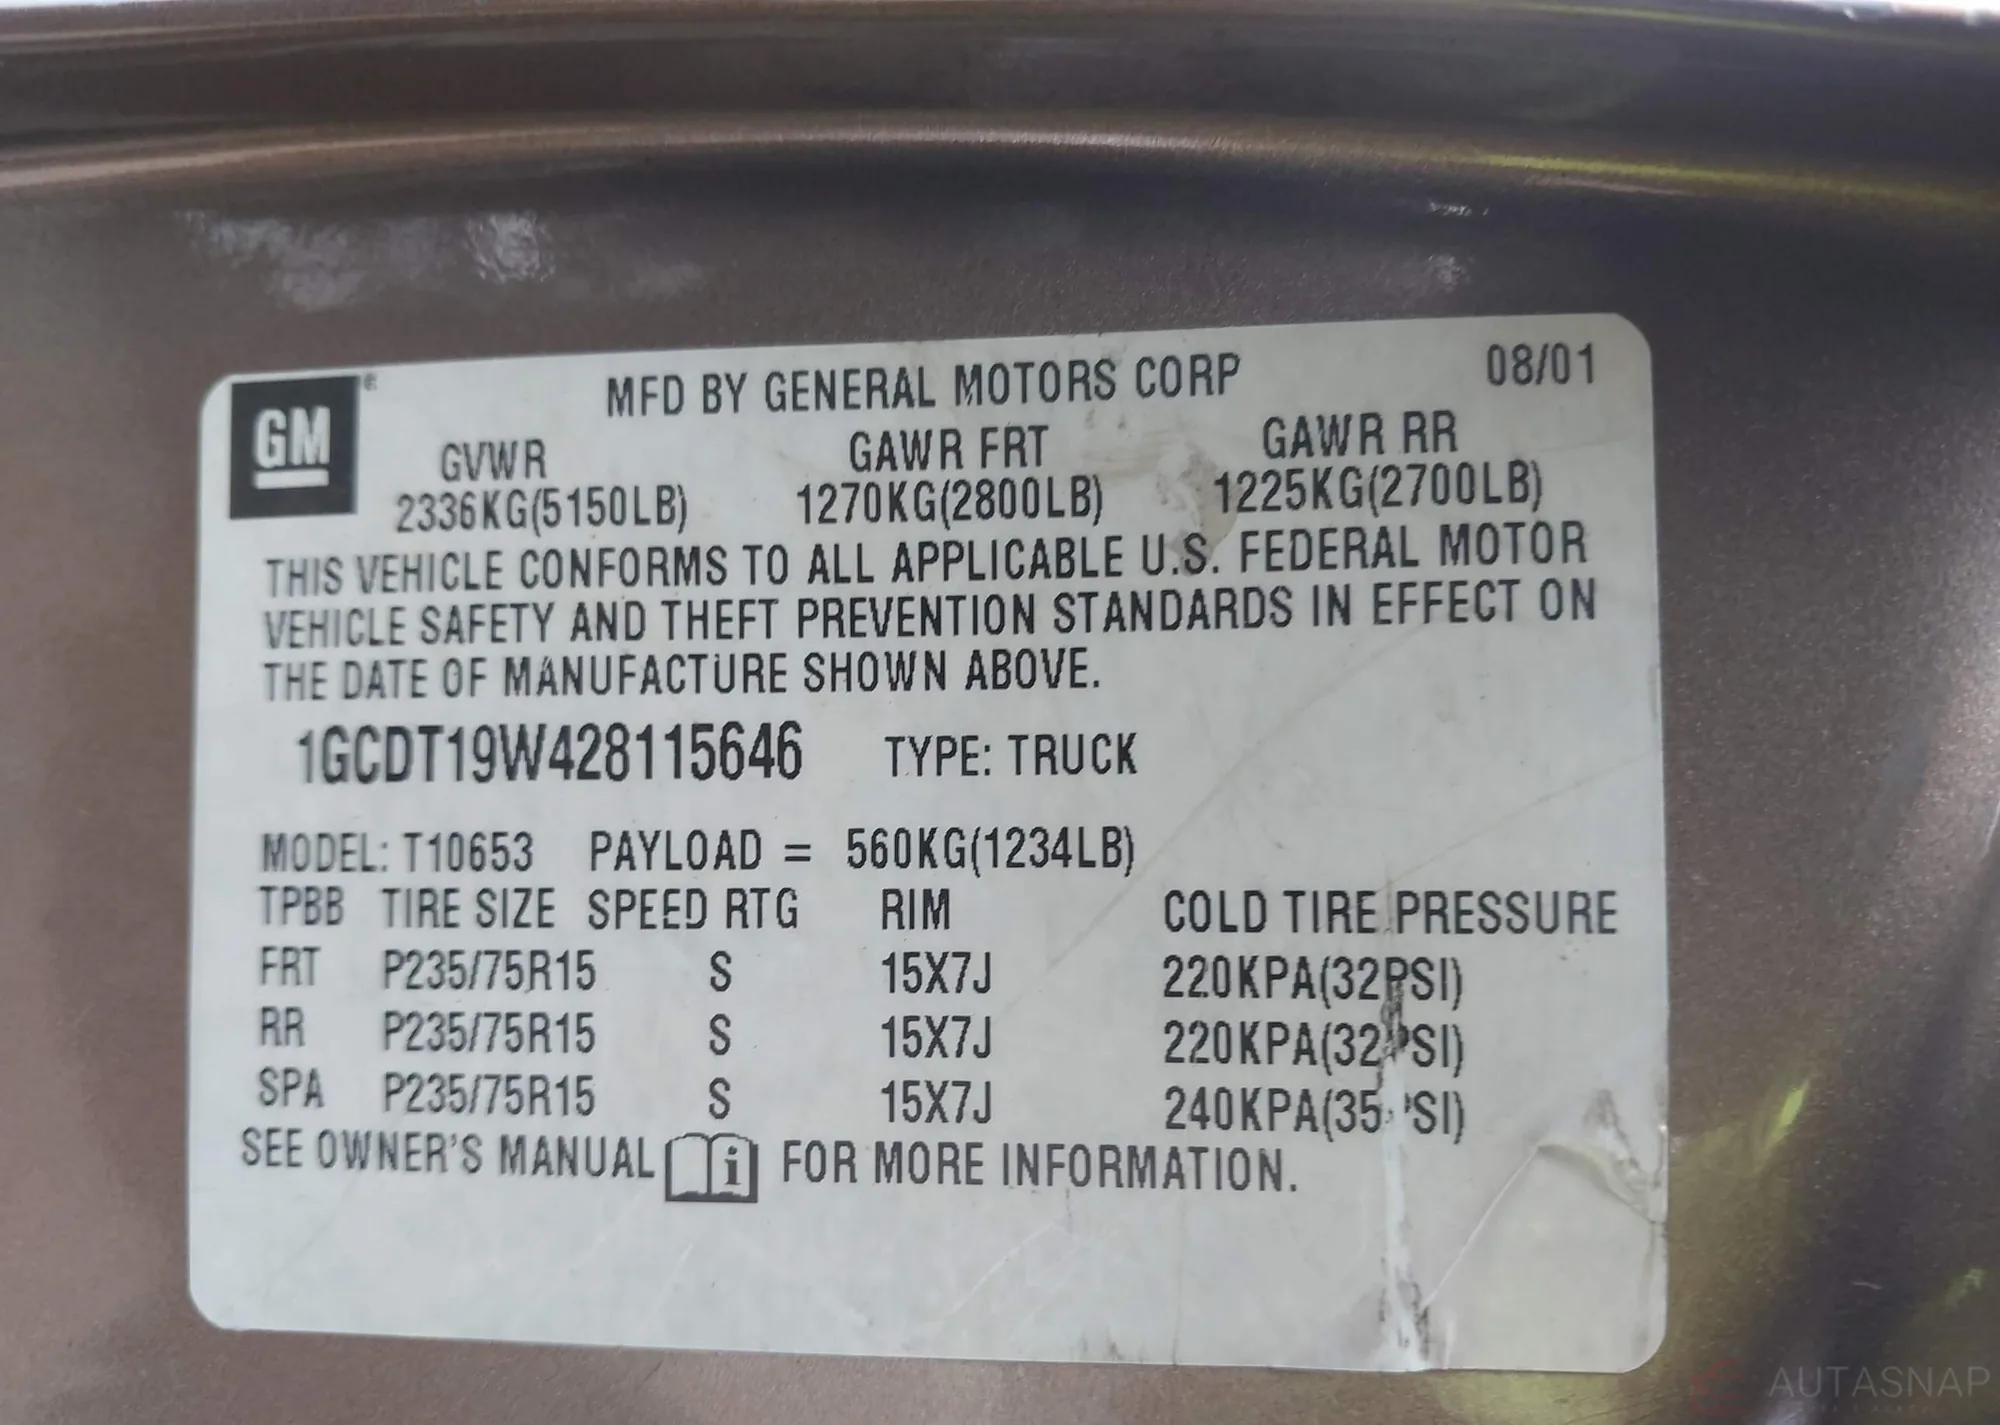 GM
MFD BY GENERAL MOTORS CORP 08/01
GVWR GAWR FRT GAWR RR
2336KG(5150LB) 1270KG(2800LB) 1225KG(2700LB)
THIS VEHICLE CONFORMS TO ALL APPLICABLE U.S. FEDERAL MOTOR
VEHICLE SAFETY AND THEFT PREVENTION STANDARDS IN EFFECT ON
THE DATE OF MANUFACTURE SHOWN ABOVE.
1GCDT19W428115646 TYPE: TRUCK
MODEL: T10653 PAYLOAD = 560KG(1234LB)
TPBB TIRE SIZE SPEED RTG RIM COLD TIRE PRESSURE
FRT P235/75R15 S 15X7J 220KPA(32PSI)
RR P235/75R15 S 15X7J 220KPA(32PSI)
SPA P235/75R15 S 15X7J 240KPA(35PSI)
SEE OWNER'S MANUAL i FOR MORE INFORMATION.
AUTASNAP